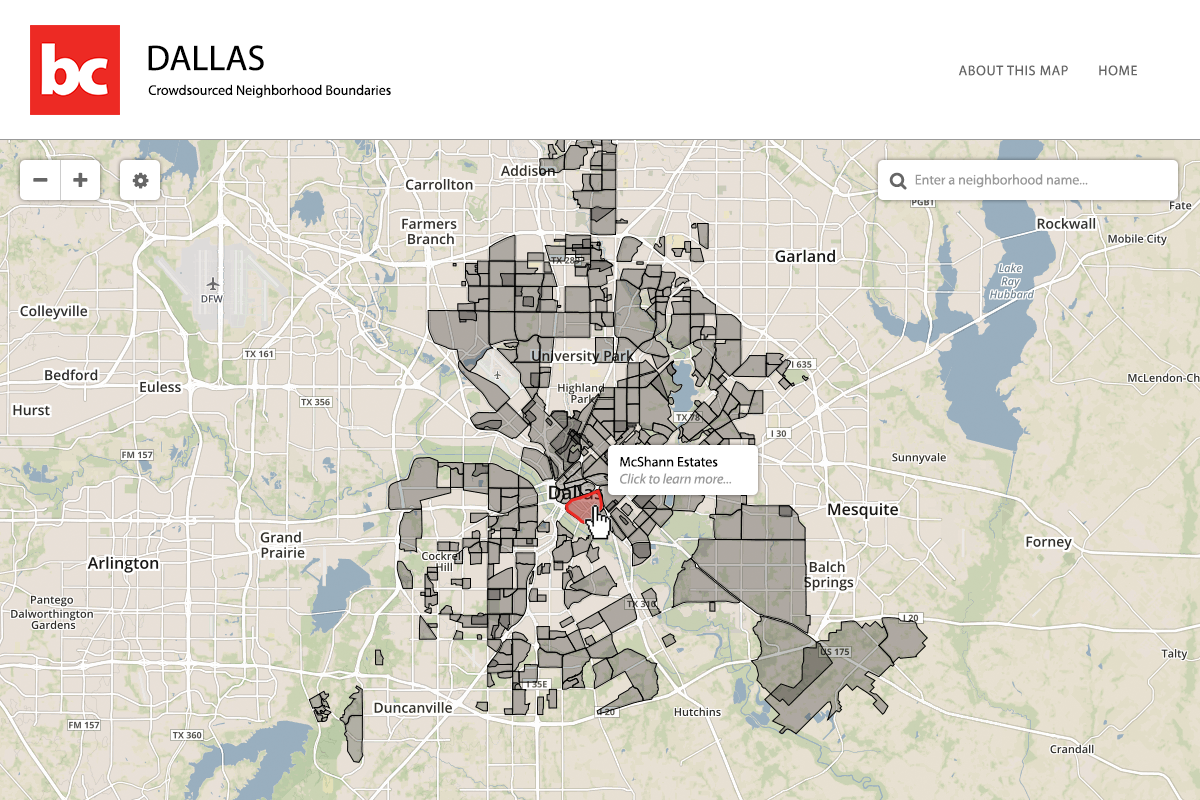 bc
DALLAS
Crowdsourced Neighborhood Boundaries
ABOUT THIS MAP
HOME
Enter a neighborhood name...
Addison
Carrollton
PGBT
Fate
Farmers
Branch
Rockwall
Mobile City
Garland
TX 289
Lake
Ray
Hubbard
DFW
Colleyville
TX 161
University Park
I 635
Bedford
Euless
Highland
Park
McLendon-Ch
Hurst
TX 356
TX 78
I 30
FM 157
Sunnyvale
McShann Estates
Click to learn more...
Dallas
Mesquite
Grand
Prairie
Forney
Arlington
Cockrell
Hill
Balch
Springs
Pantego
Dalworthington
Gardens
TX 310
I 20
US 175
Talty
I 35E
Duncanville
I 20
Hutchins
FM 157
TX 360
Crandall